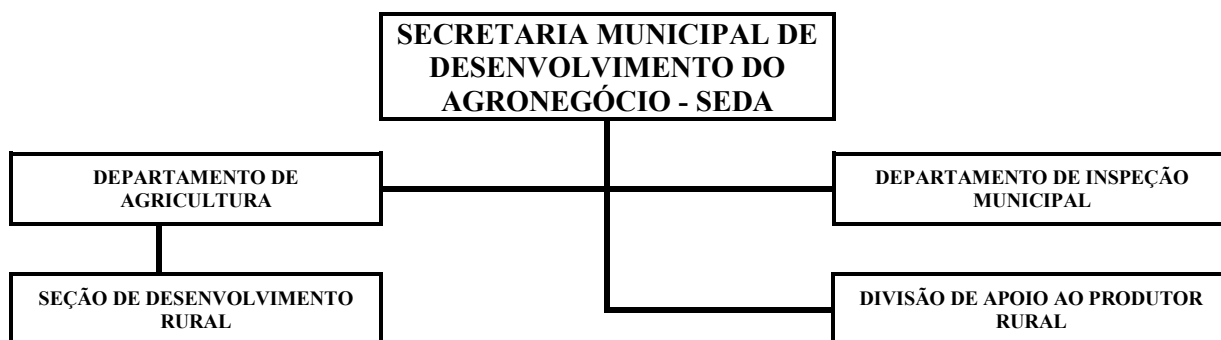 SECRETARIA MUNICIPAL DE
DESENVOLVIMENTO DO
AGRONEGÓCIO - SEDA
DEPARTAMENTO DE
AGRICULTURA
DEPARTAMENTO DE INSPEÇÃO
MUNICIPAL
SEÇÃO DE DESENVOLVIMENTO
RURAL
DIVISÃO DE APOIO AO PRODUTOR
RURAL